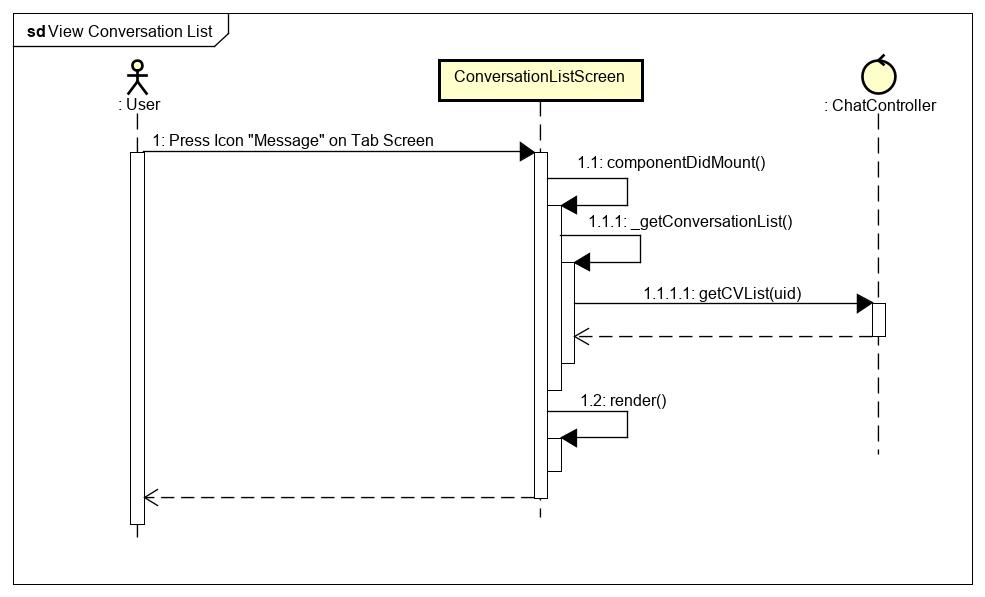 sd View Conversation List
: User
ConversationListScreen
: ChatController
1: Press Icon "Message" on Tab Screen
1.1: componentDidMount()
1.1.1: _getConversationList()
1.1.1.1: getCVList(uid)
1.2: render()